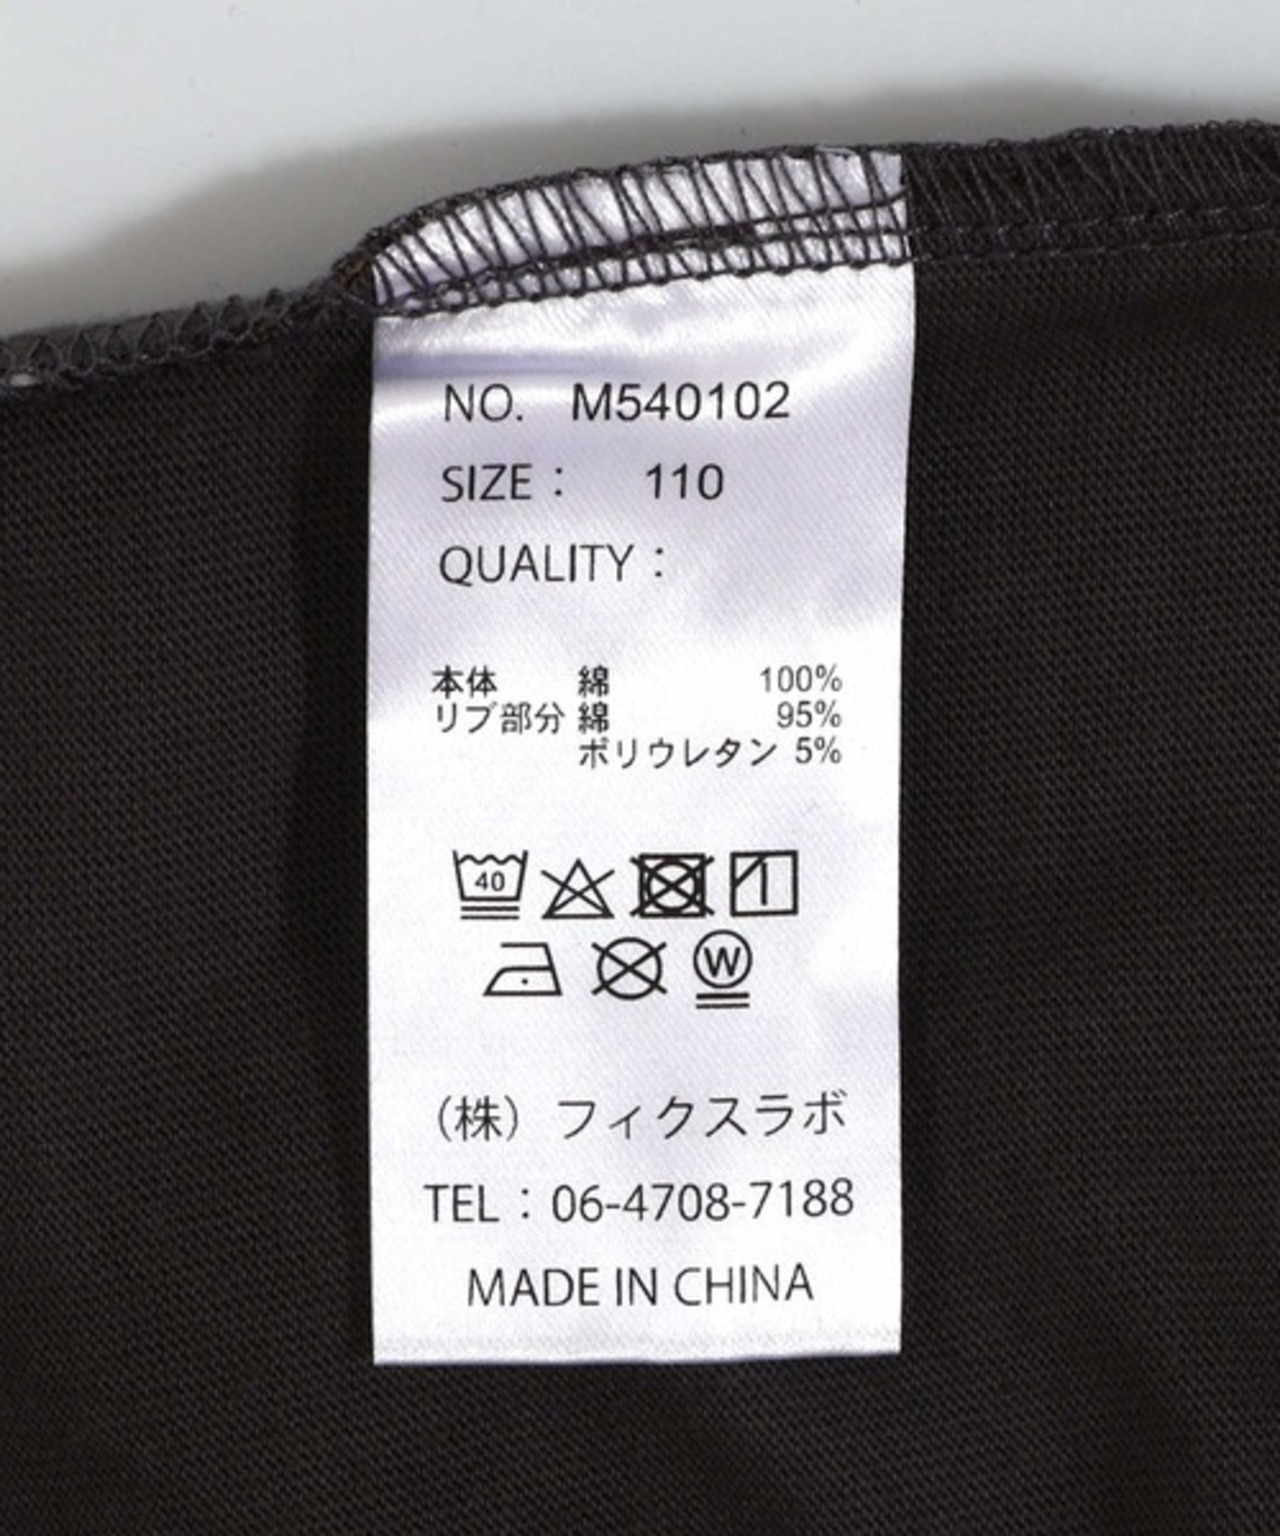 NO. M540102
SIZE： 110
QUALITY：
本体 綿 100%
リブ部分 綿 95%
ポリウレタン 5%
40
W
（株）フィクスラボ
TEL：06-4708-7188
MADE IN CHINA